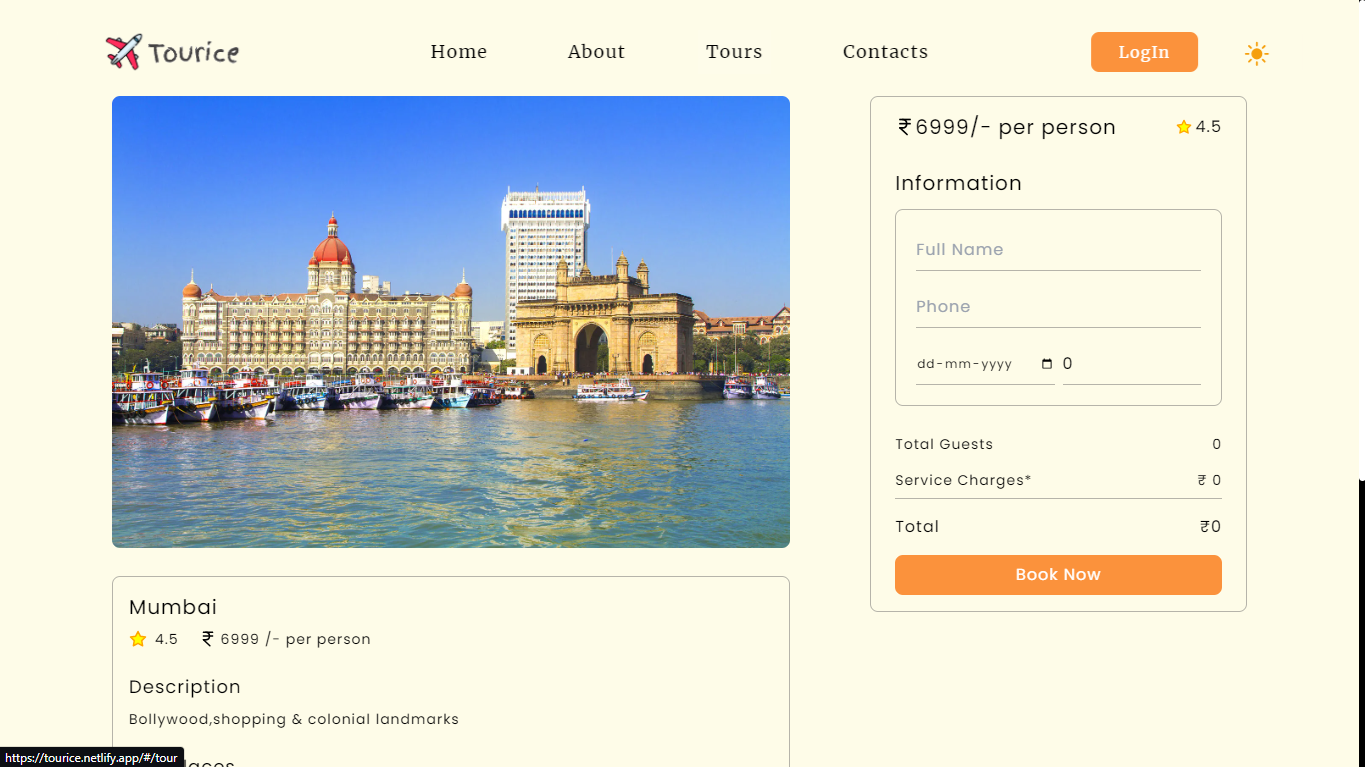 Tourice
Home About Tours Contacts LogIn
₹6999/- per person 4.5
Information
Full Name
Phone
dd-mm-yyyy 0
Total Guests 0
Service Charges* ₹ 0
Total ₹0
Book Now
Mumbai
4.5 ₹ 6999 /- per person
Description
Bollywood,shopping & colonial landmarks
https://tourice.netlify.app/#/tour